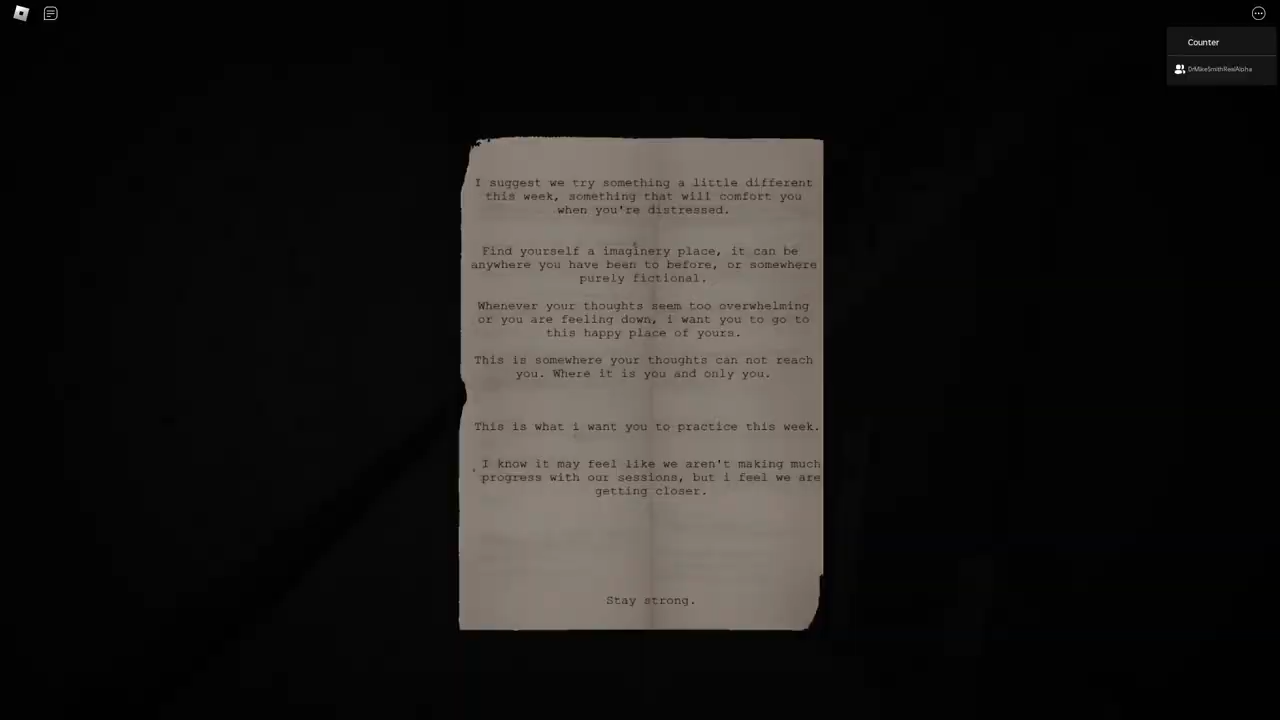 Counter
DrMikeSmithRealAlpha
I suggest we try something a little different
this week, something that will comfort you
when you're distressed.
Find yourself a imaginery place, it can be
anywhere you have been to before, or somewhere
purely fictional.
Whenever your thoughts seem too overwhelming
or you are feeling down, i want you to go to
this happy place of yours.
This is somewhere your thoughts can not reach
you. Where it is you and only you.
This is what i want you to practice this week.
I know it may feel like we aren't making much
progress with our sessions, but i feel we are
getting closer.
Stay strong.